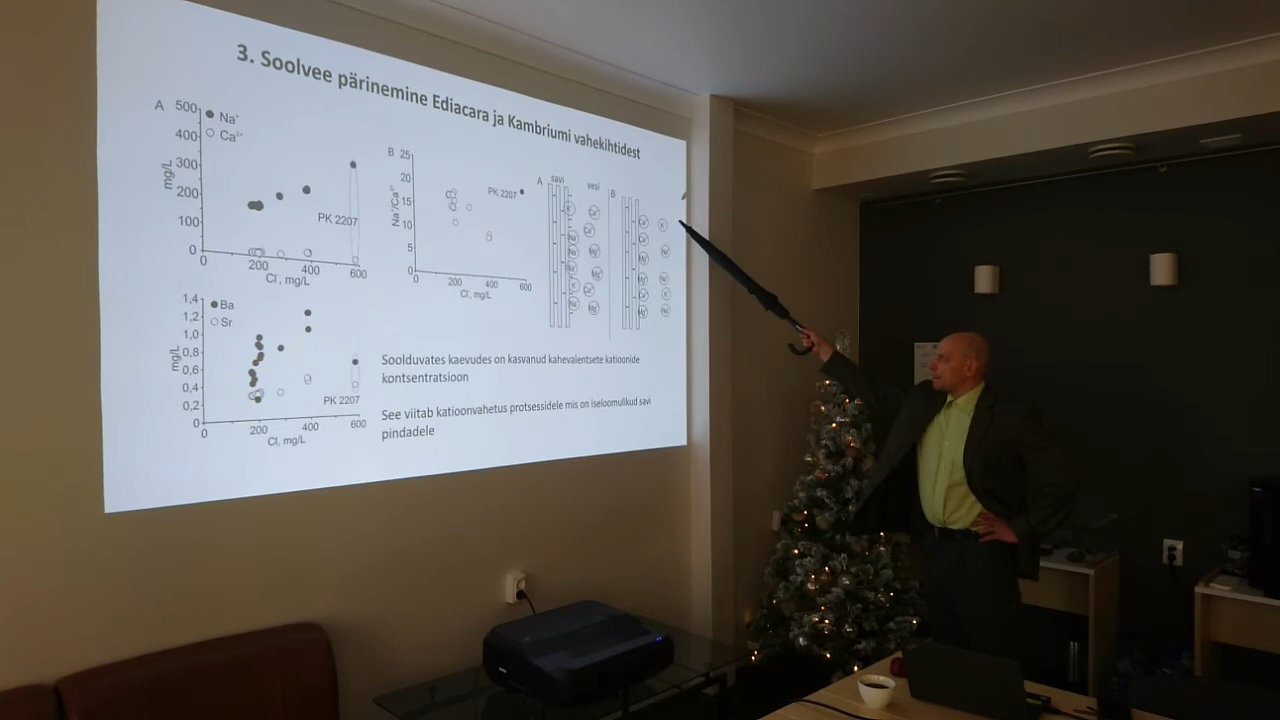 3. Soolvee pärinemine Ediacara ja Kambriumi vahekihtidest
A
500
Na⁺
Ca²⁺
400
300
200
100
0
mg/L
PK 2207
0
200
400
600
Cl⁻, mg/L
B
25
20
15
10
5
0
Na⁺/Ca²⁺
PK 2207
200
400
600
Cl⁻, mg/L
A
savi
vesi
B
1,4
Ba
1,2
Sr
1,0
0,8
0,6
0,4
0,2
0
mg/L
PK 2207
0
200
400
600
Cl, mg/L
Soolduvates kaevudes on kasvanud kahevalentsete katioonide
kontsentratsioon
See viitab katioonvahetus protsessidele mis on iseloomulikud savi
pindadele